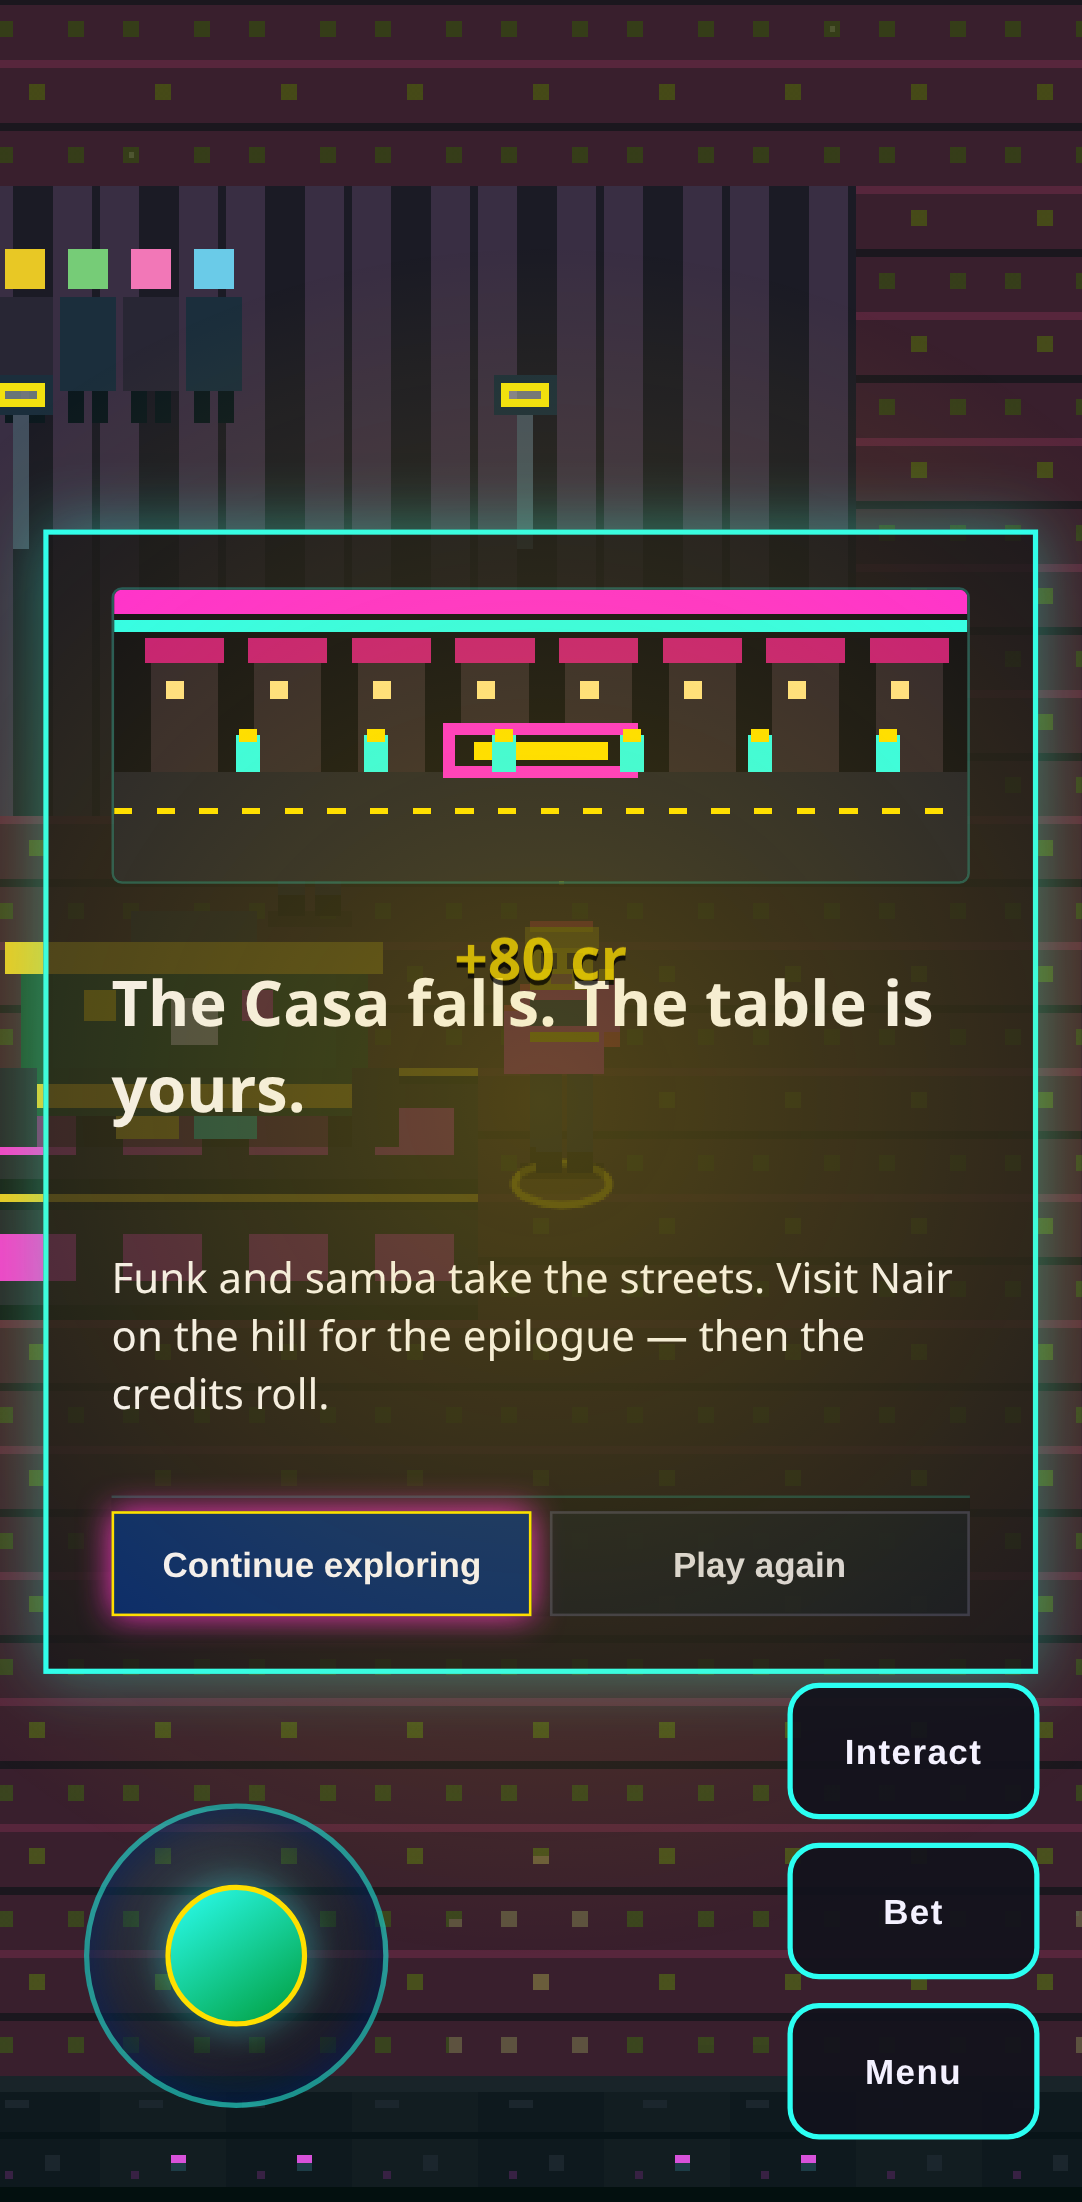 +80 cr
The Casa falls. The table is
yours.
Funk and samba take the streets. Visit Nair
on the hill for the epilogue — then the
credits roll.
Continue exploring
Play again
Interact
Bet
Menu